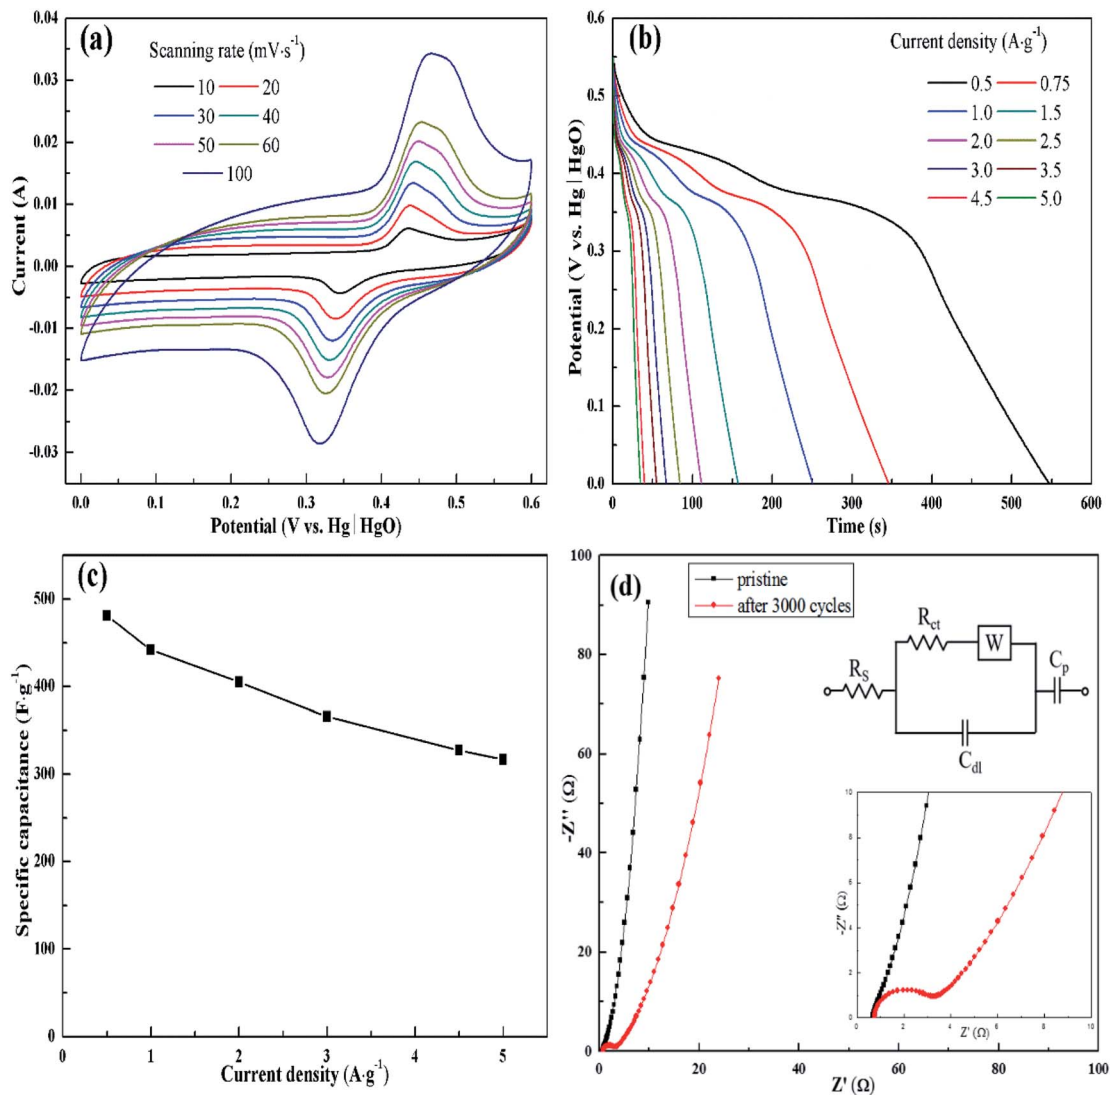 (a)
Scanning rate (mV·s⁻¹)
10 20
30 40
50 60
100
0.04
0.03
0.02
0.01
0.00
-0.01
-0.02
-0.03
Current (A)
0.0 0.1 0.2 0.3 0.4 0.5 0.6
Potential (V vs. Hg|HgO)
(b)
Current density (A·g⁻¹)
0.5 0.75
1.0 1.5
2.0 2.5
3.0 3.5
4.5 5.0
0.6
0.5
0.4
0.3
0.2
0.1
0.0
Potential (V vs. Hg|HgO)
0 100 200 300 400 500 600
Time (s)
(c)
500
400
300
200
100
0
Specific capacitance (F·g⁻¹)
0 1 2 3 4 5
Current density (A·g⁻¹)
(d)
pristine
after 3000 cycles
100
80
60
40
20
0
-Z'' (Ω)
R_ct
W
R_S
C_p
C_dl
10
8
6
4
2
0
-Z'' (Ω)
0 2 4 6 8 10
Z' (Ω)
0 20 40 60 80 100
Z' (Ω)